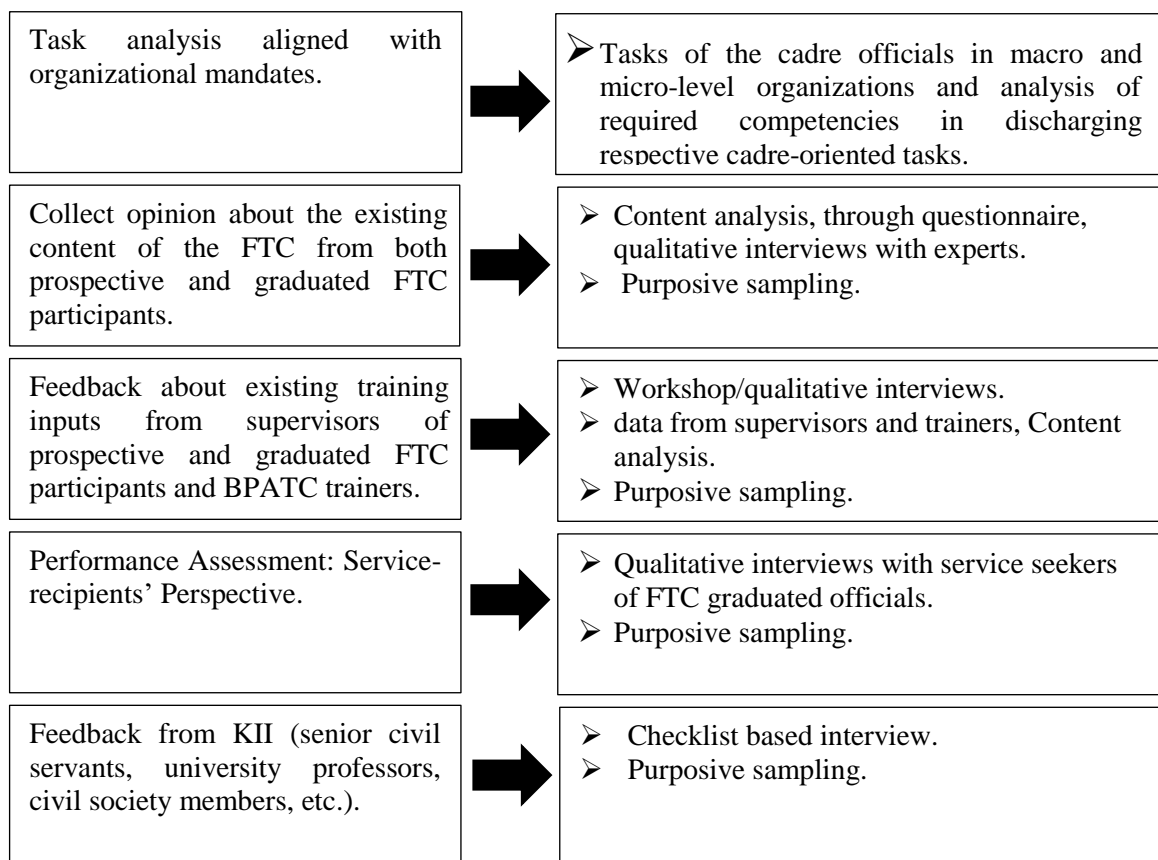 Task analysis aligned with
organizational mandates.
➢ Tasks of the cadre officials in macro and
micro-level organizations and analysis of
required competencies in discharging
respective cadre-oriented tasks.
Collect opinion about the existing
content of the FTC from both
prospective and graduated FTC
participants.
➢ Content analysis, through questionnaire,
qualitative interviews with experts.
➢ Purposive sampling.
Feedback about existing training
inputs from supervisors of
prospective and graduated FTC
participants and BPATC trainers.
➢ Workshop/qualitative interviews.
➢ data from supervisors and trainers, Content
analysis.
➢ Purposive sampling.
Performance Assessment: Service-
recipients’ Perspective.
➢ Qualitative interviews with service seekers
of FTC graduated officials.
➢ Purposive sampling.
Feedback from KII (senior civil
servants, university professors,
civil society members, etc.).
➢ Checklist based interview.
➢ Purposive sampling.